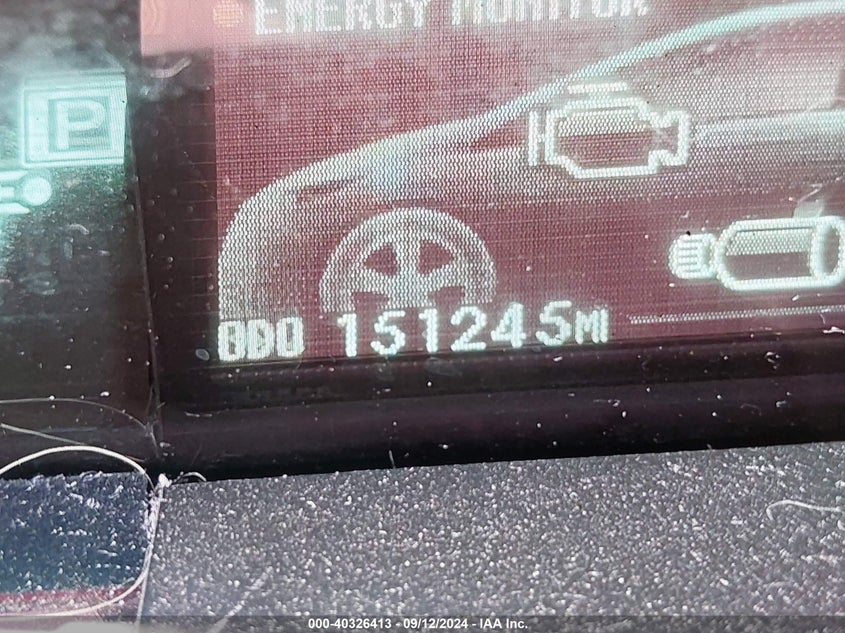 ENERGY MONITOR
P
ODO 151245MI
000-40326413 - 09/12/2024 - IAA Inc.